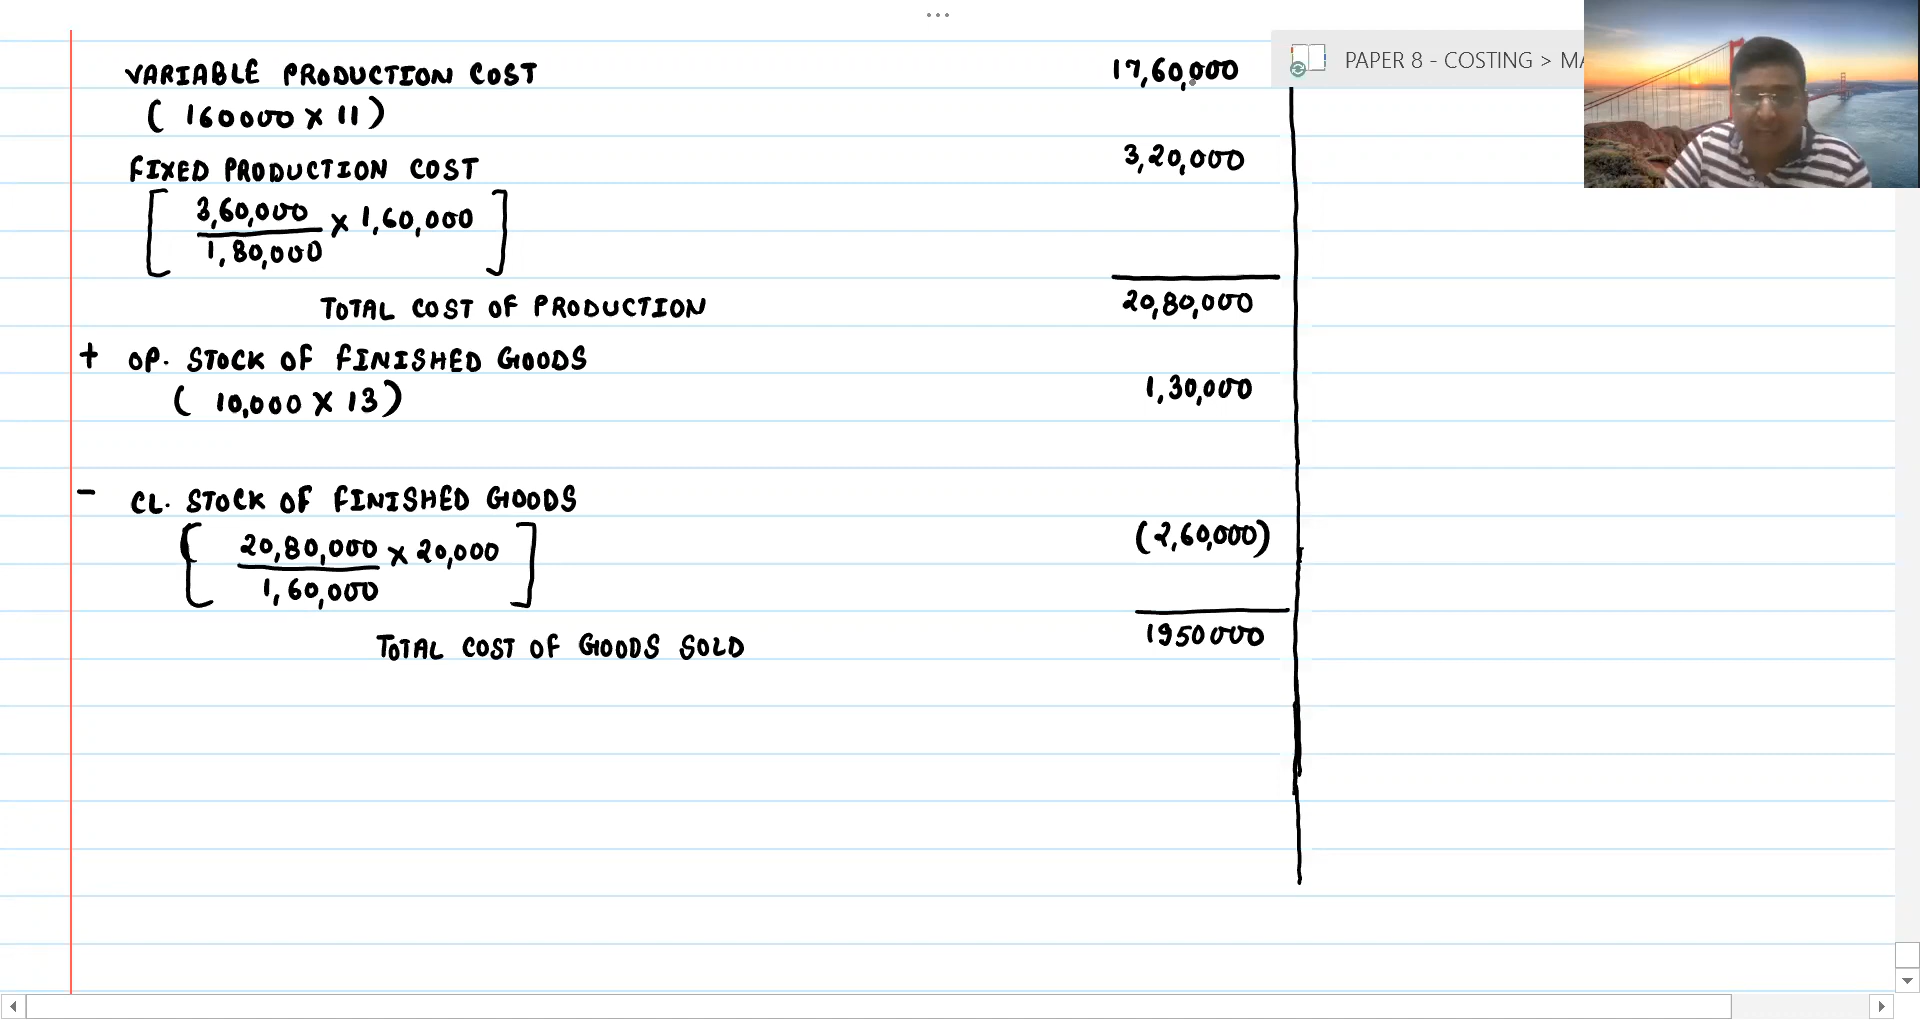 PAPER 8 - COSTING > MA
VARIABLE PRODUCTION COST 17,60,000
( 160000 x 11 )
FIXED PRODUCTION COST 3,20,000
[ 3,60,000 / 1,80,000 x 1,60,000 ]
TOTAL COST OF PRODUCTION 20,80,000
+ OP. STOCK OF FINISHED GOODS
( 10,000 x 13 ) 1,30,000
- CL. STOCK OF FINISHED GOODS
[ 20,80,000 / 1,60,000 x 20,000 ] (2,60,000)
TOTAL COST OF GOODS SOLD 1950000